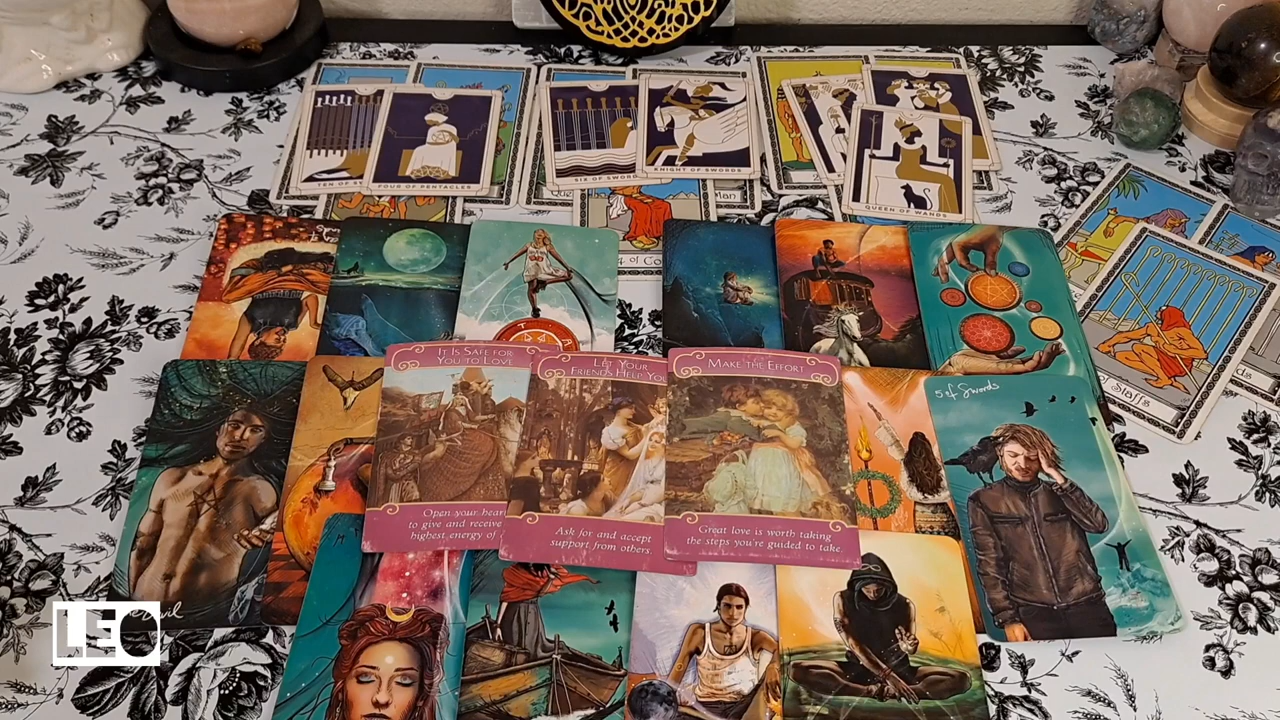 TEN OF SW
FOUR OF PENTACLES
SIX OF SWORDS
KNIGHT OF SWORDS
QUEEN OF WANDS
of Staffs
It Is Safe for
You to Love
Open your hear
to give and receive
highest energy of
Let Your
Friends Help You
Ask for and accept
support from others.
Make the Effort
Great love is worth taking
the steps you're guided to take.
5 of Swords
LEO